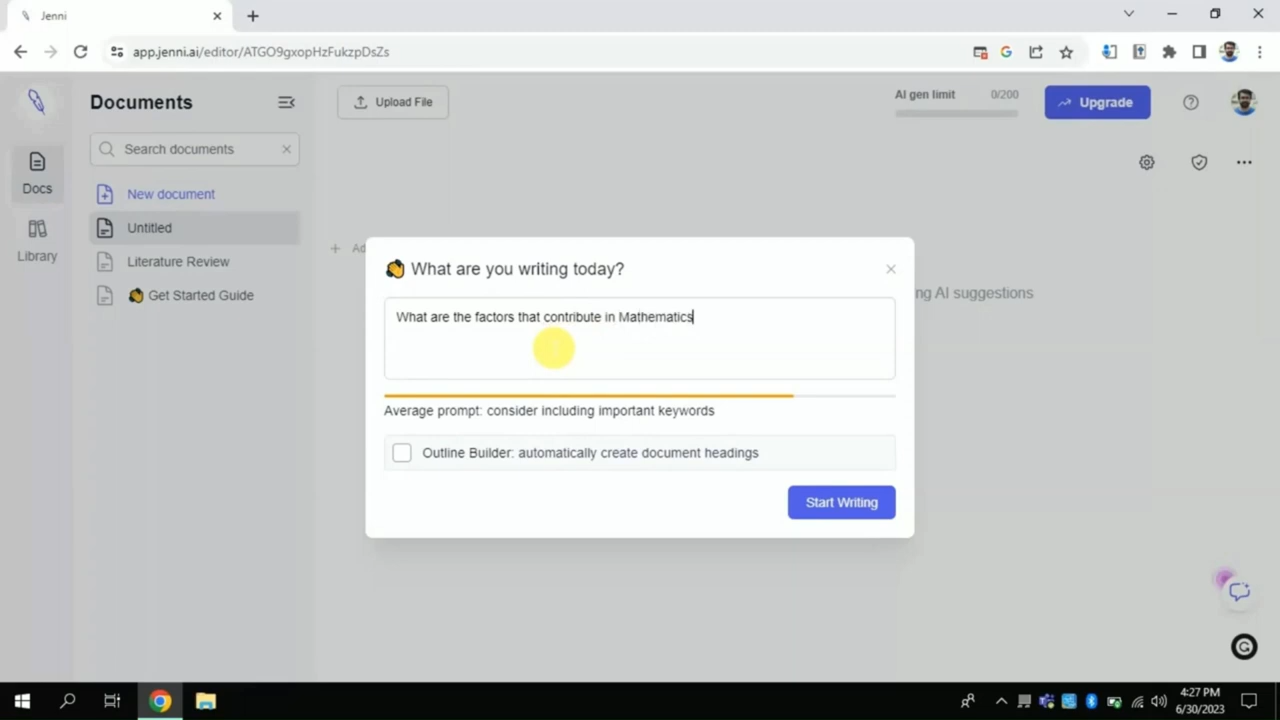 Jenni
app.jenni.ai/editor/ATGO9gxopHzFukzpDsZs
Documents
Upload File
AI gen limit 0/200
Upgrade
Search documents
Docs
New document
Untitled
Library
Literature Review
Get Started Guide
What are you writing today?
ng AI suggestions
What are the factors that contribute in Mathematics
Average prompt: consider including important keywords
Outline Builder: automatically create document headings
Start Writing
4:27 PM
6/30/2023